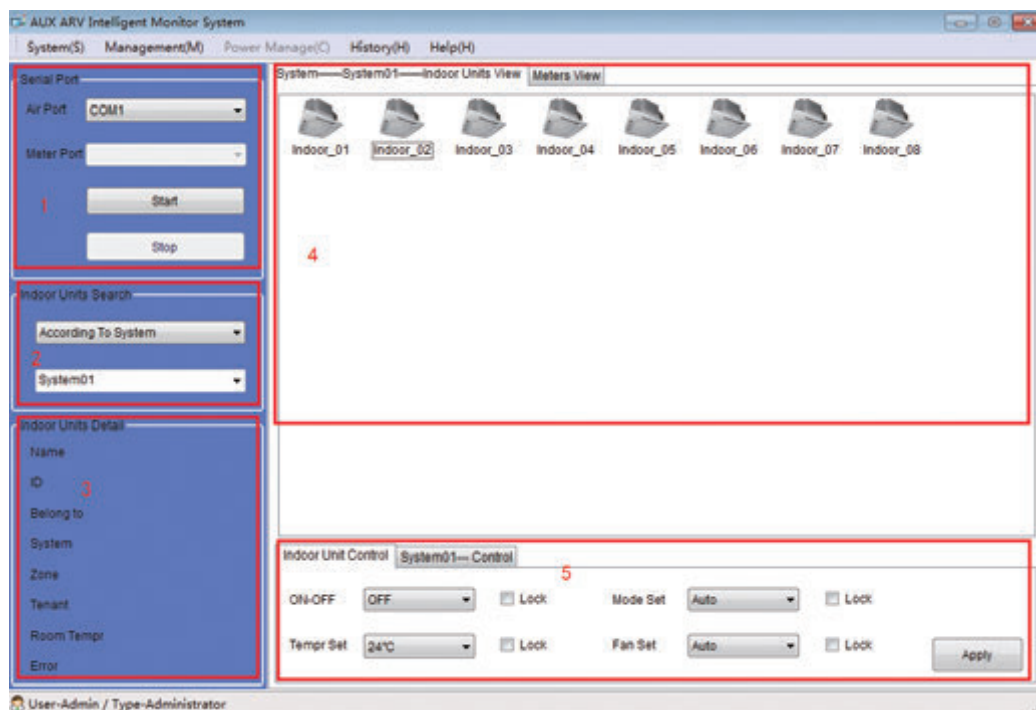 AUX ARV Intelligent Monitor System
System(S) Management(M) Power Manage(C) History(H) Help(H)
Serial Port
Air Port COM1
Meter Port
1
Start
Stop
Indoor Units Search
According To System
2
System01
Indoor Units Detail
Name
ID
3
Belong to
System
Zone
Tenant
Room Tempr
Error
System-----System01-----Indoor Units View Meters View
Indoor_01 Indoor_02 Indoor_03 Indoor_04 Indoor_05 Indoor_06 Indoor_07 Indoor_08
4
Indoor Unit Control System01--- Control
5
ON-OFF OFF Lock Mode Set Auto Lock
Tempr Set 24℃ Lock Fan Set Auto Lock
Apply
User-Admin / Type-Administrator